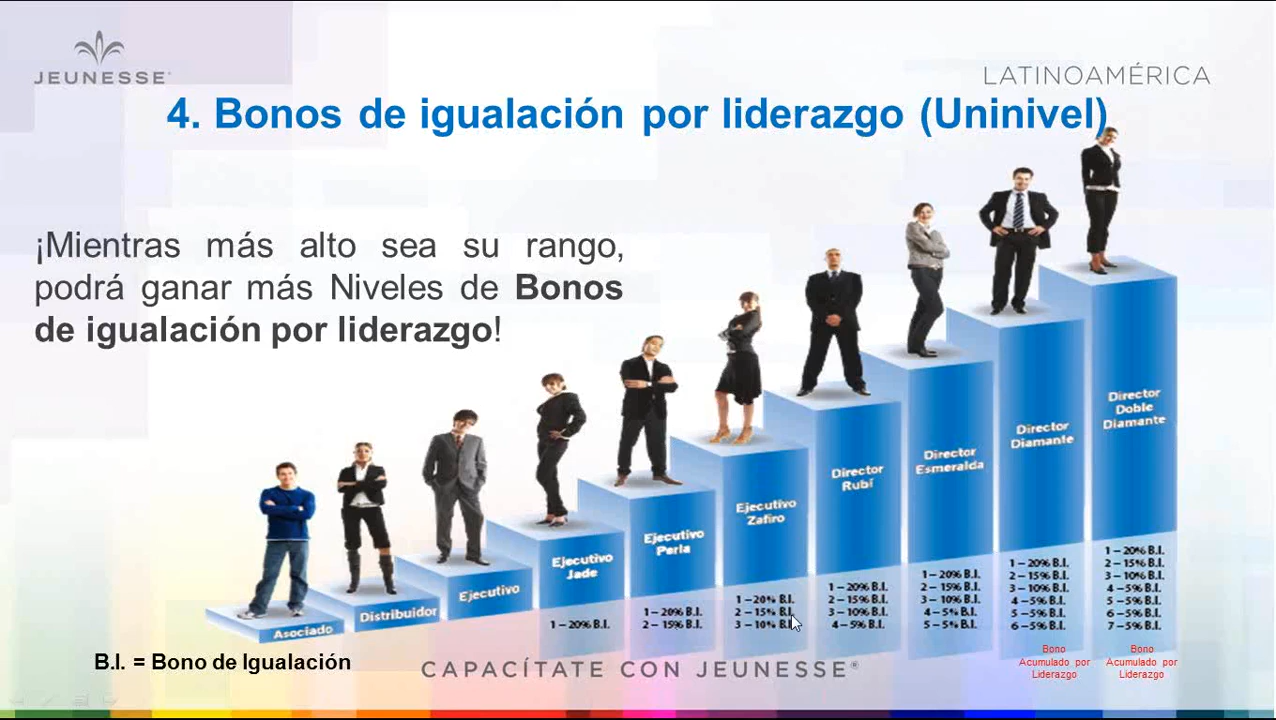 JEUNESSE
LATINOAMÉRICA
4. Bonos de igualación por liderazgo (Uninivel)
¡Mientras más alto sea su rango,
podrá ganar más Niveles de Bonos
de igualación por liderazgo!
Asociado
Distribuidor
Ejecutivo
Ejecutivo
Jade
1 – 20% B.I.
Ejecutivo
Perla
1 – 20% B.I.
2 – 15% B.I.
Ejecutivo
Zafiro
1 – 20% B.I.
2 – 15% B.I.
3 – 10% B.I.
Director
Rubí
1 – 20% B.I.
2 – 15% B.I.
3 – 10% B.I.
4 – 5% B.I.
Director
Esmeralda
1 – 20% B.I.
2 – 15% B.I.
3 – 10% B.I.
4 – 5% B.I.
5 – 5% B.I.
Director
Diamante
1 – 20% B.I.
2 – 15% B.I.
3 – 10% B.I.
4 – 5% B.I.
5 – 5% B.I.
6 – 5% B.I.
Bono
Acumulado por
Liderazgo
Director
Doble
Diamante
1 – 20% B.I.
2 – 15% B.I.
3 – 10% B.I.
4 – 5% B.I.
5 – 5% B.I.
6 – 5% B.I.
7 – 5% B.I.
Bono
Acumulado por
Liderazgo
B.I. = Bono de Igualación
CAPACÍTATE CON JEUNESSE®